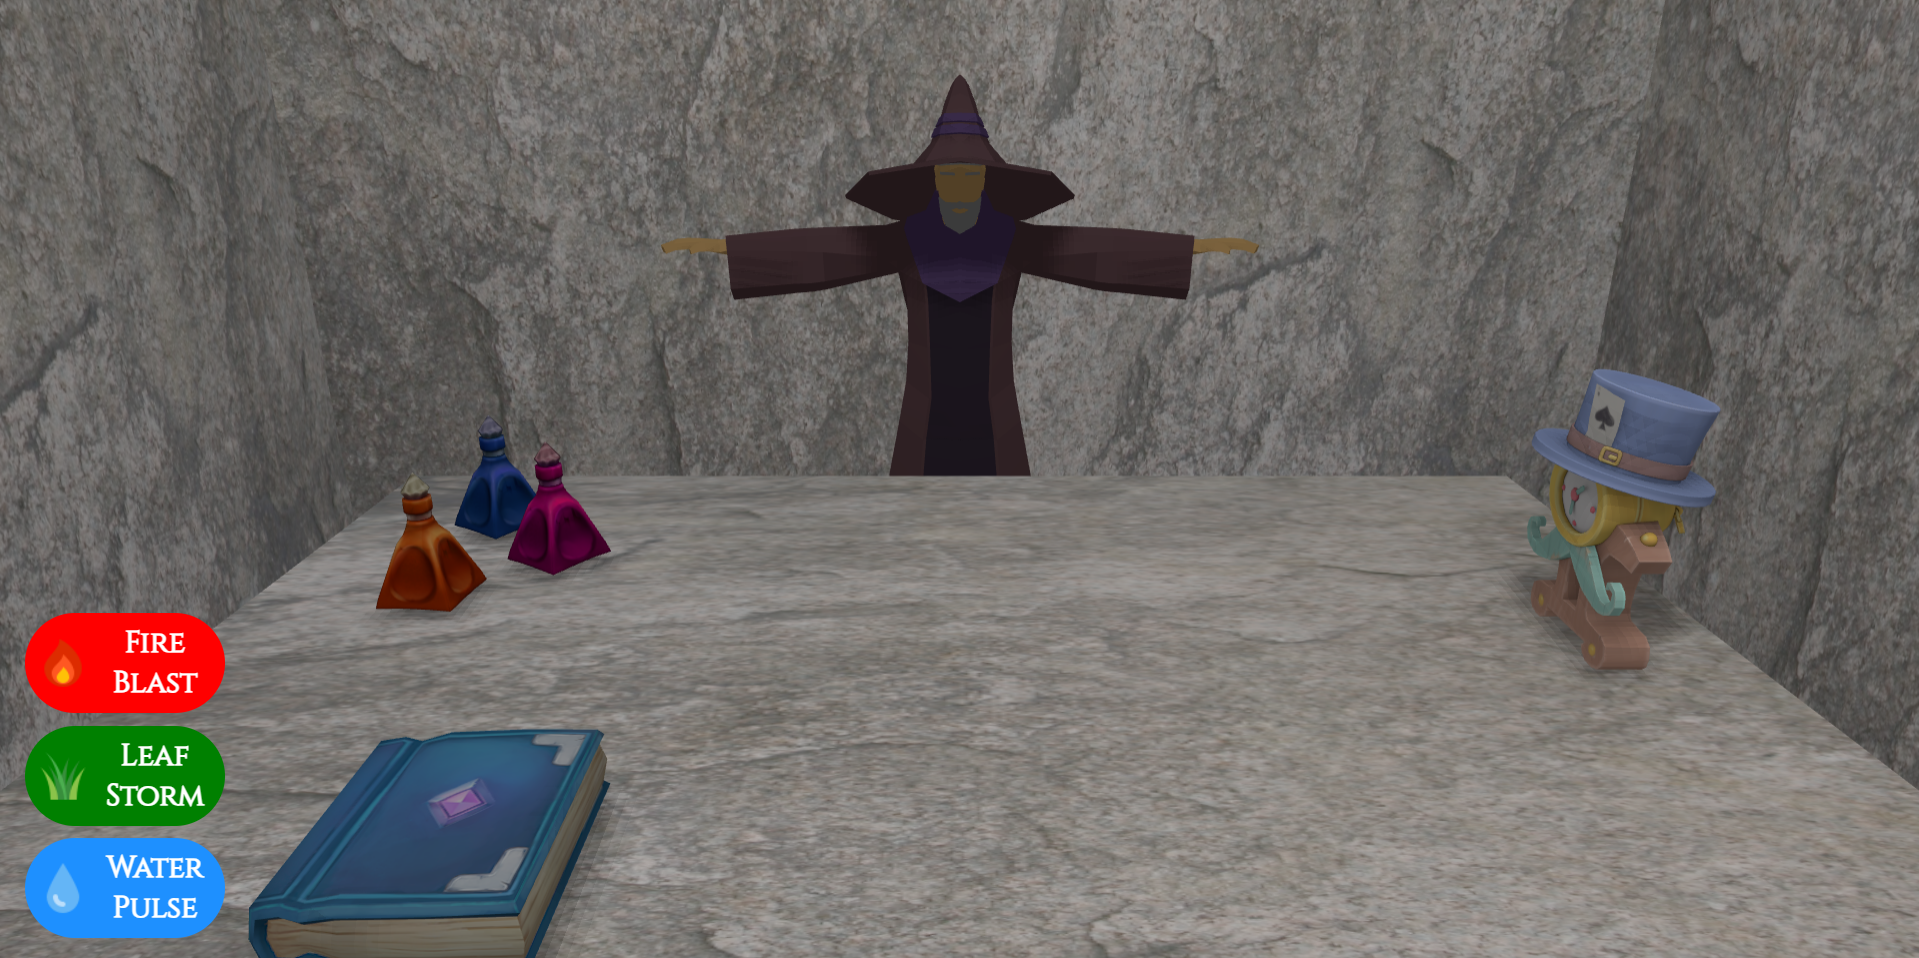 Fire
Blast
Leaf
Storm
Water
Pulse